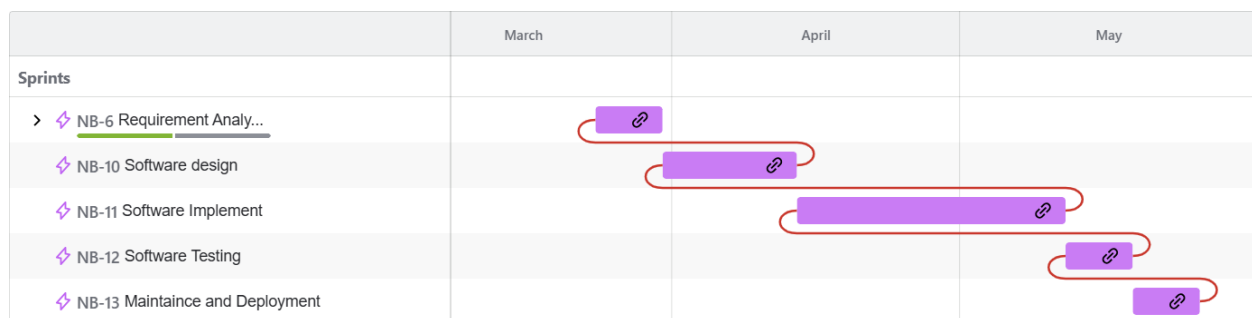 March April May
Sprints
NB-6 Requirement Analy...
NB-10 Software design
NB-11 Software Implement
NB-12 Software Testing
NB-13 Maintaince and Deployment